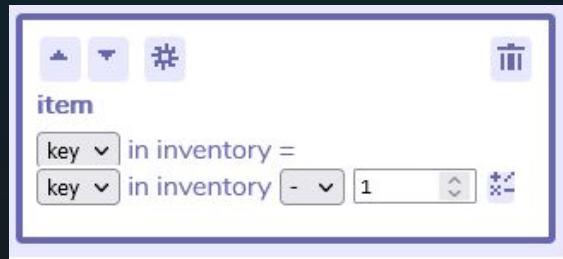 item
key in inventory =
key in inventory - 1